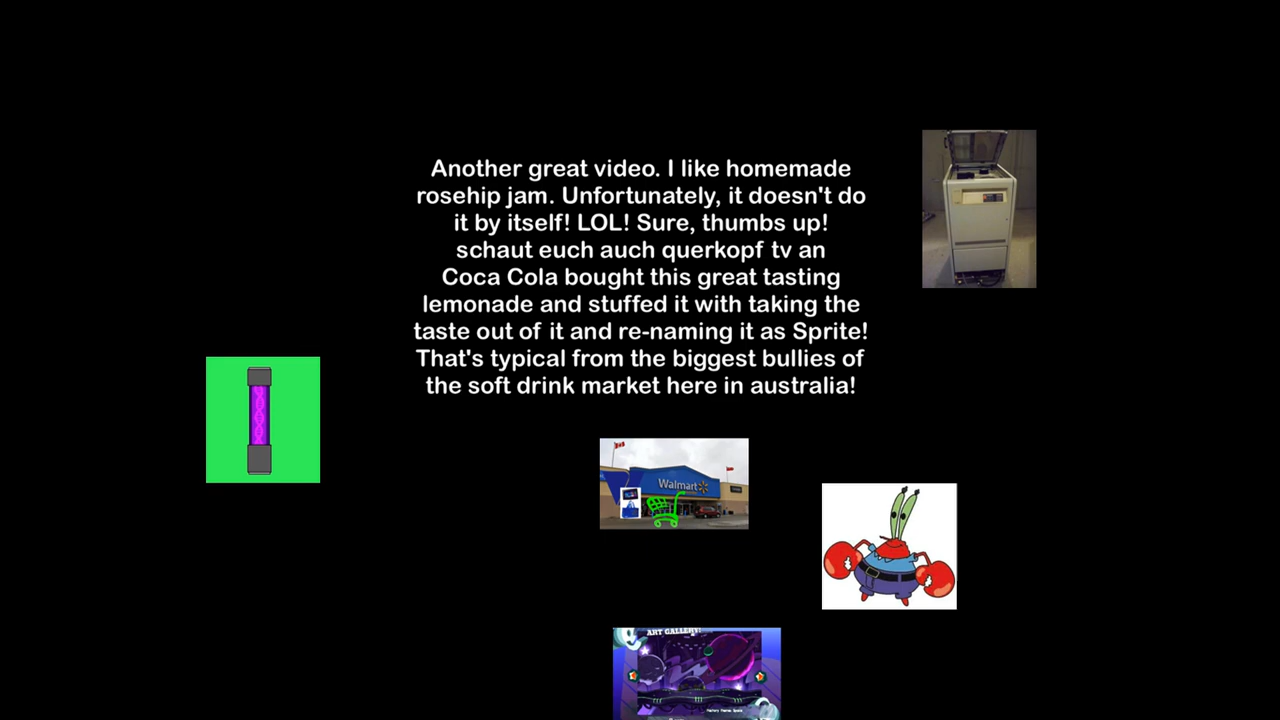 Another great video. I like homemade
rosehip jam. Unfortunately, it doesn't do
it by itself! LOL! Sure, thumbs up!
schaut euch auch querkopf tv an
Coca Cola bought this great tasting
lemonade and stuffed it with taking the
taste out of it and re-naming it as Sprite!
That's typical from the biggest bullies of
the soft drink market here in australia!
Walmart
ART GALLERY!